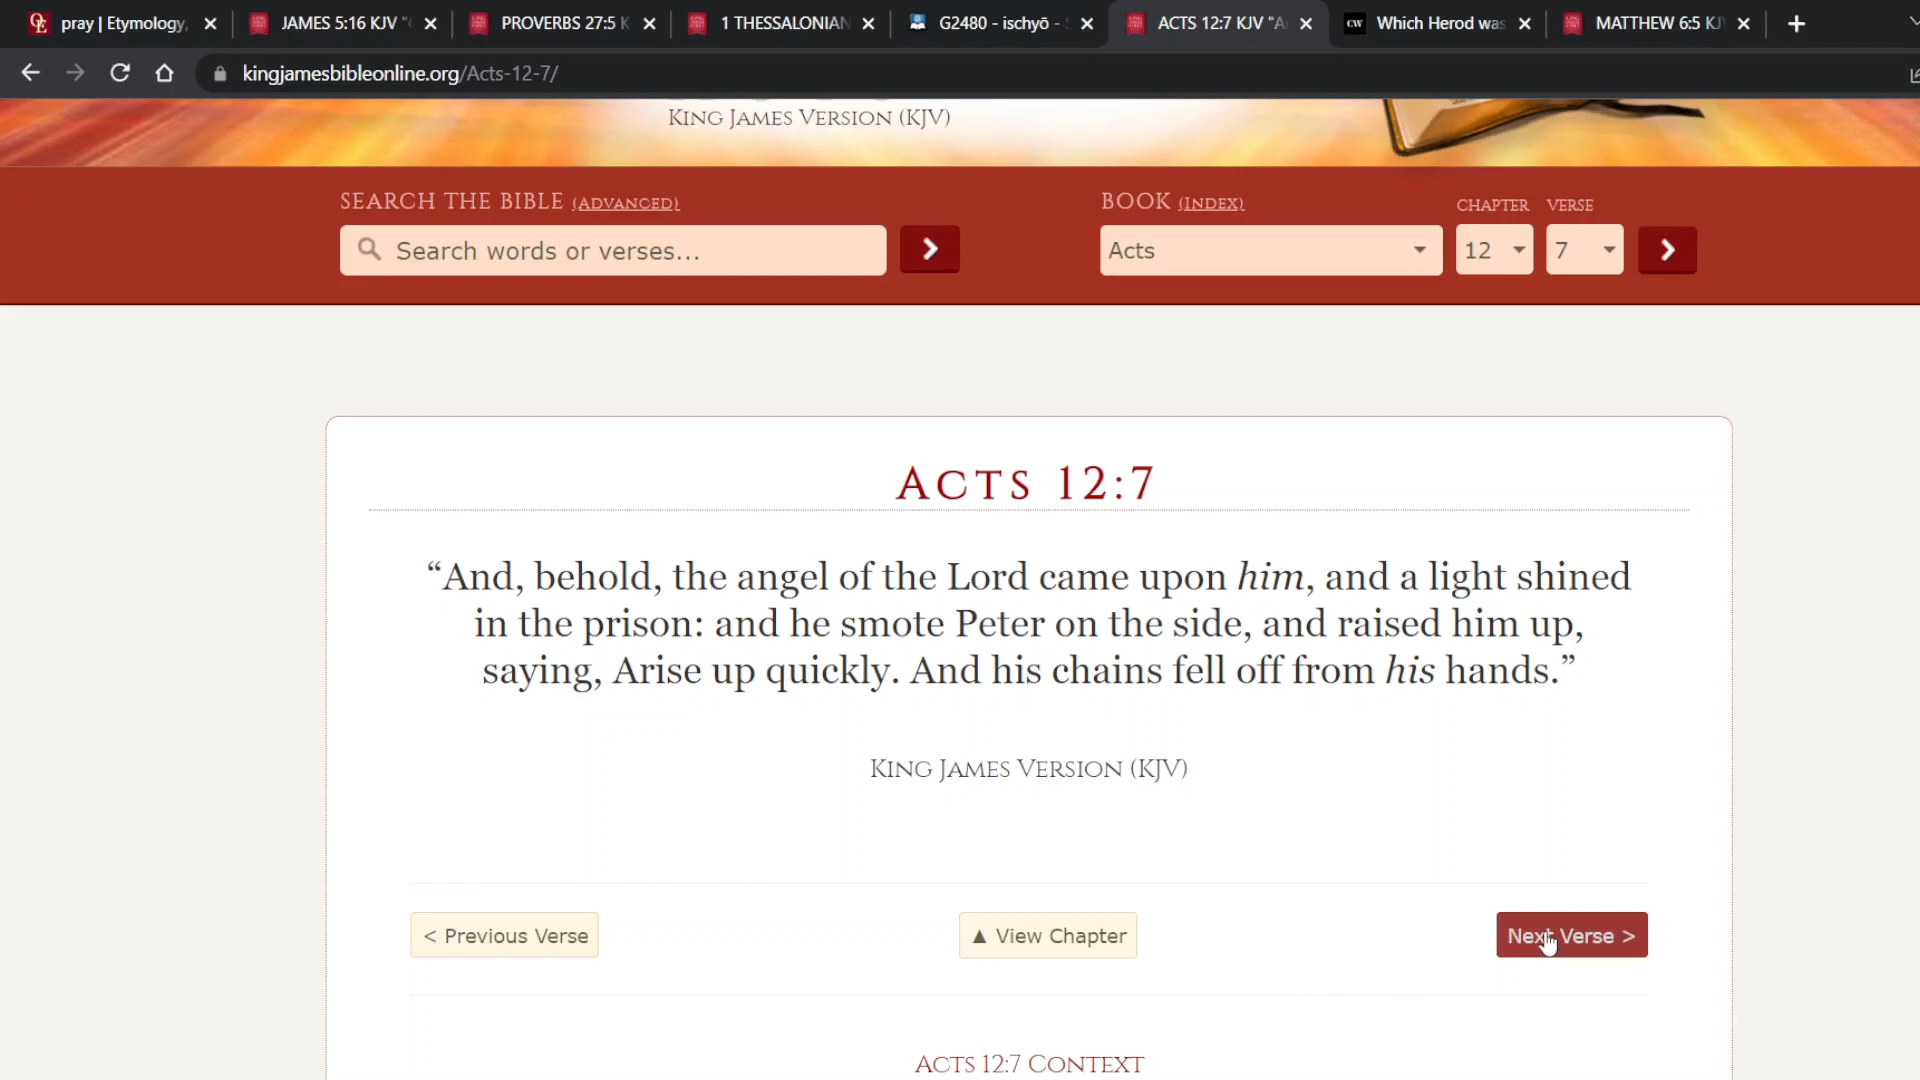 pray | Etymology,
JAMES 5:16 KJV "
PROVERBS 27:5 K
1 THESSALONIAN
G2480 - ischyō -
ACTS 12:7 KJV "A
Which Herod was
MATTHEW 6:5 KJV
kingjamesbibleonline.org/Acts-12-7/
King James Version (KJV)
Search the Bible (Advanced)
Book (Index)
Chapter
Verse
Search words or verses...
Acts
12
7
Acts 12:7
“And, behold, the angel of the Lord came upon him, and a light shined
in the prison: and he smote Peter on the side, and raised him up,
saying, Arise up quickly. And his chains fell off from his hands.”
King James Version (KJV)
< Previous Verse
▲ View Chapter
Next Verse >
Acts 12:7 Context